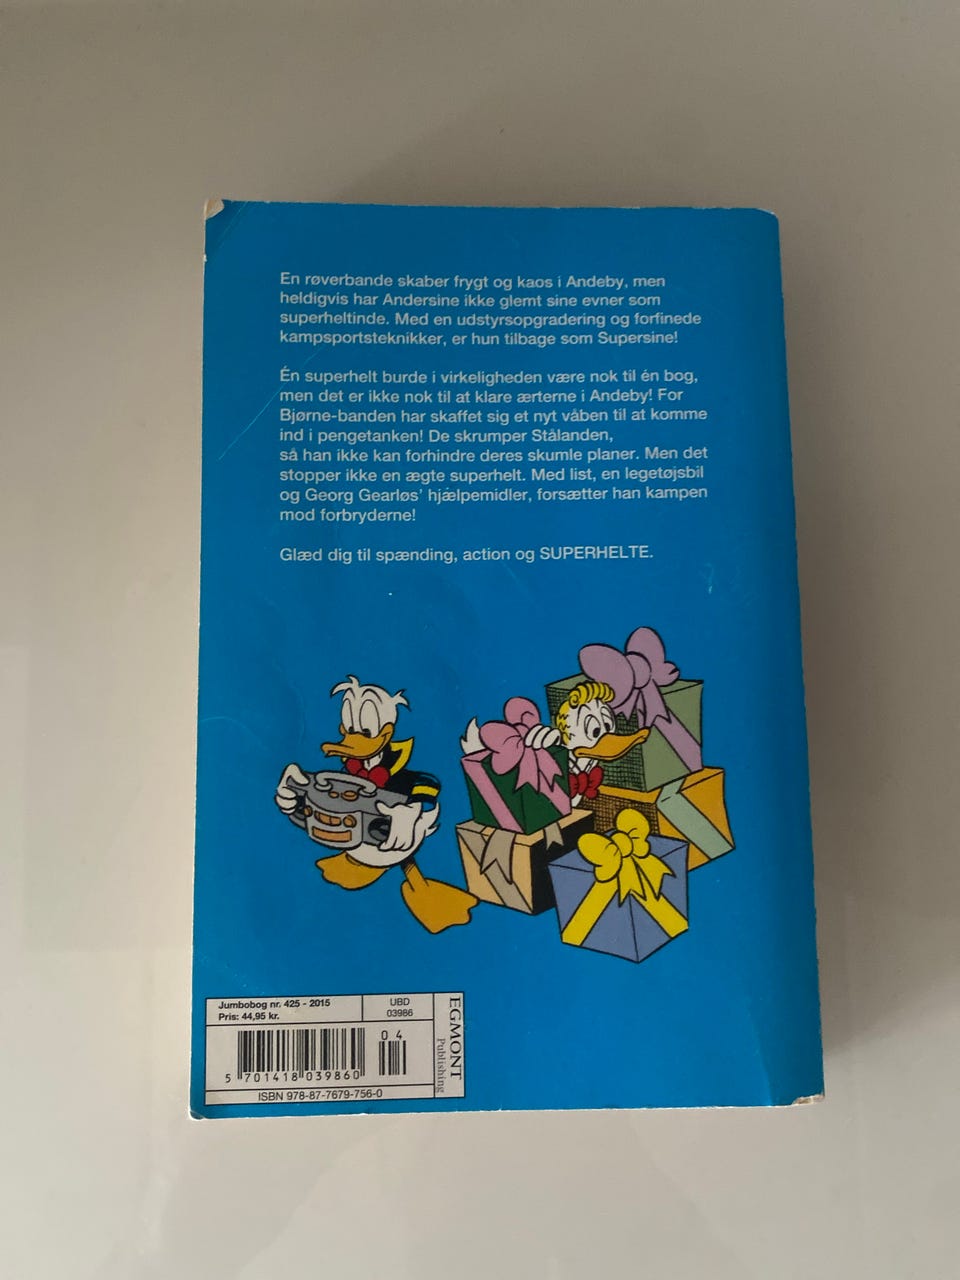 En røverbande skaber frygt og kaos i Andeby, men
heldigvis har Andersine ikke glemt sine evner som
superheltinde. Med en udstyrsopgradering og forfinede
kampsportsteknikker, er hun tilbage som Supersine!
Én superhelt burde i virkeligheden være nok til én bog,
men det er ikke nok til at klare ærterne i Andeby! For
Bjørne-banden har skaffet sig et nyt våben til at komme
ind i pengetanken! De skrumper Stålanden,
så han ikke kan forhindre deres skumle planer. Men det
stopper ikke en ægte superhelt. Med list, en legetøjsbil
og Georg Gearløs' hjælpemidler, forsætter han kampen
mod forbryderne!
Glæd dig til spænding, action og SUPERHELTE.
Jumbobog nr. 425 - 2015
Pris: 44,95 kr.
UBD
03986
04
5 701418 039860
ISBN 978-87-7679-756-0
EGMONT
Publishing